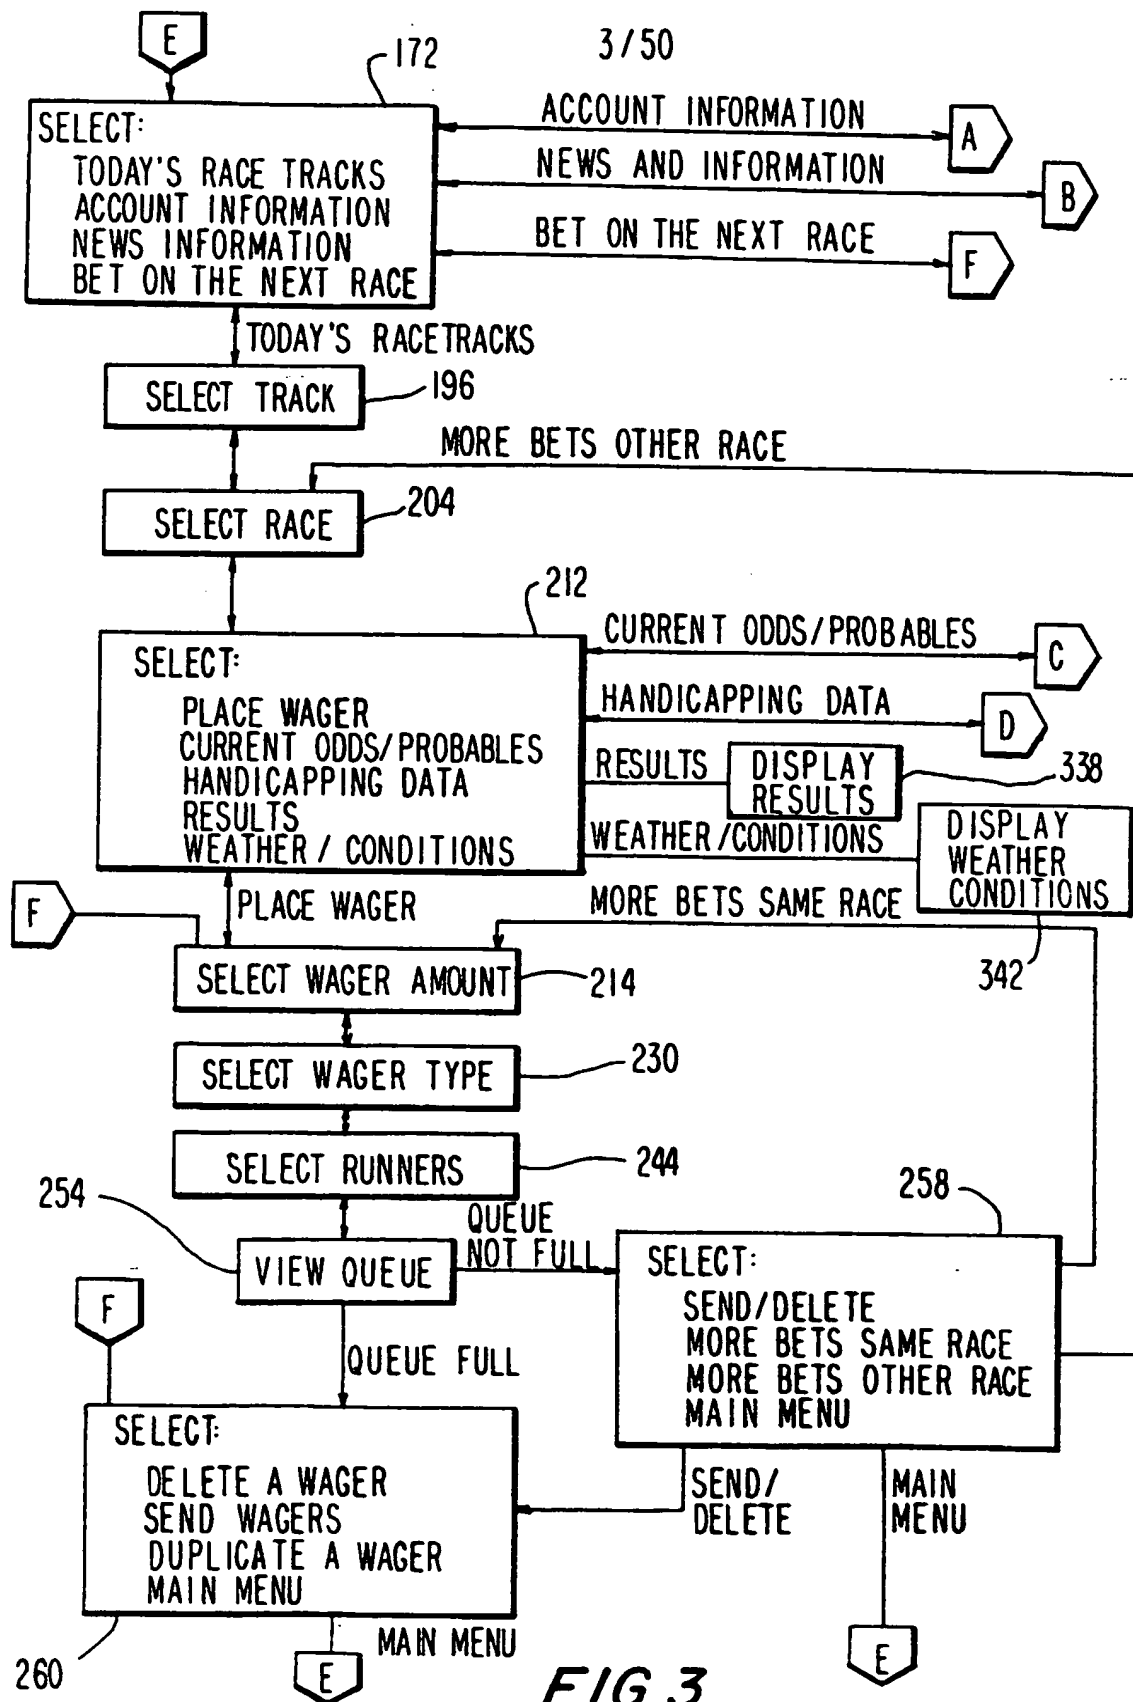 E
3/50
172
SELECT:
TODAY'S RACE TRACKS
ACCOUNT INFORMATION
NEWS INFORMATION
BET ON THE NEXT RACE
ACCOUNT INFORMATION
A
NEWS AND INFORMATION
B
BET ON THE NEXT RACE
F
TODAY'S RACETRACKS
SELECT TRACK
196
MORE BETS OTHER RACE
SELECT RACE
204
212
SELECT:
PLACE WAGER
CURRENT ODDS/PROBABLES
HANDICAPPING DATA
RESULTS
WEATHER/ CONDITIONS
CURRENT ODDS/PROBABLES
C
HANDICAPPING DATA
D
RESULTS
DISPLAY
RESULTS
338
WEATHER/CONDITIONS
DISPLAY
WEATHER
CONDITIONS
342
F
PLACE WAGER
MORE BETS SAME RACE
SELECT WAGER AMOUNT
214
SELECT WAGER TYPE
230
SELECT RUNNERS
244
254
VIEW QUEUE
QUEUE
NOT FULL
258
SELECT:
SEND/DELETE
MORE BETS SAME RACE
MORE BETS OTHER RACE
MAIN MENU
F
QUEUE FULL
SELECT:
DELETE A WAGER
SEND WAGERS
DUPLICATE A WAGER
MAIN MENU
SEND/
DELETE
MAIN
MENU
260
MAIN MENU
E
E
FIG.3